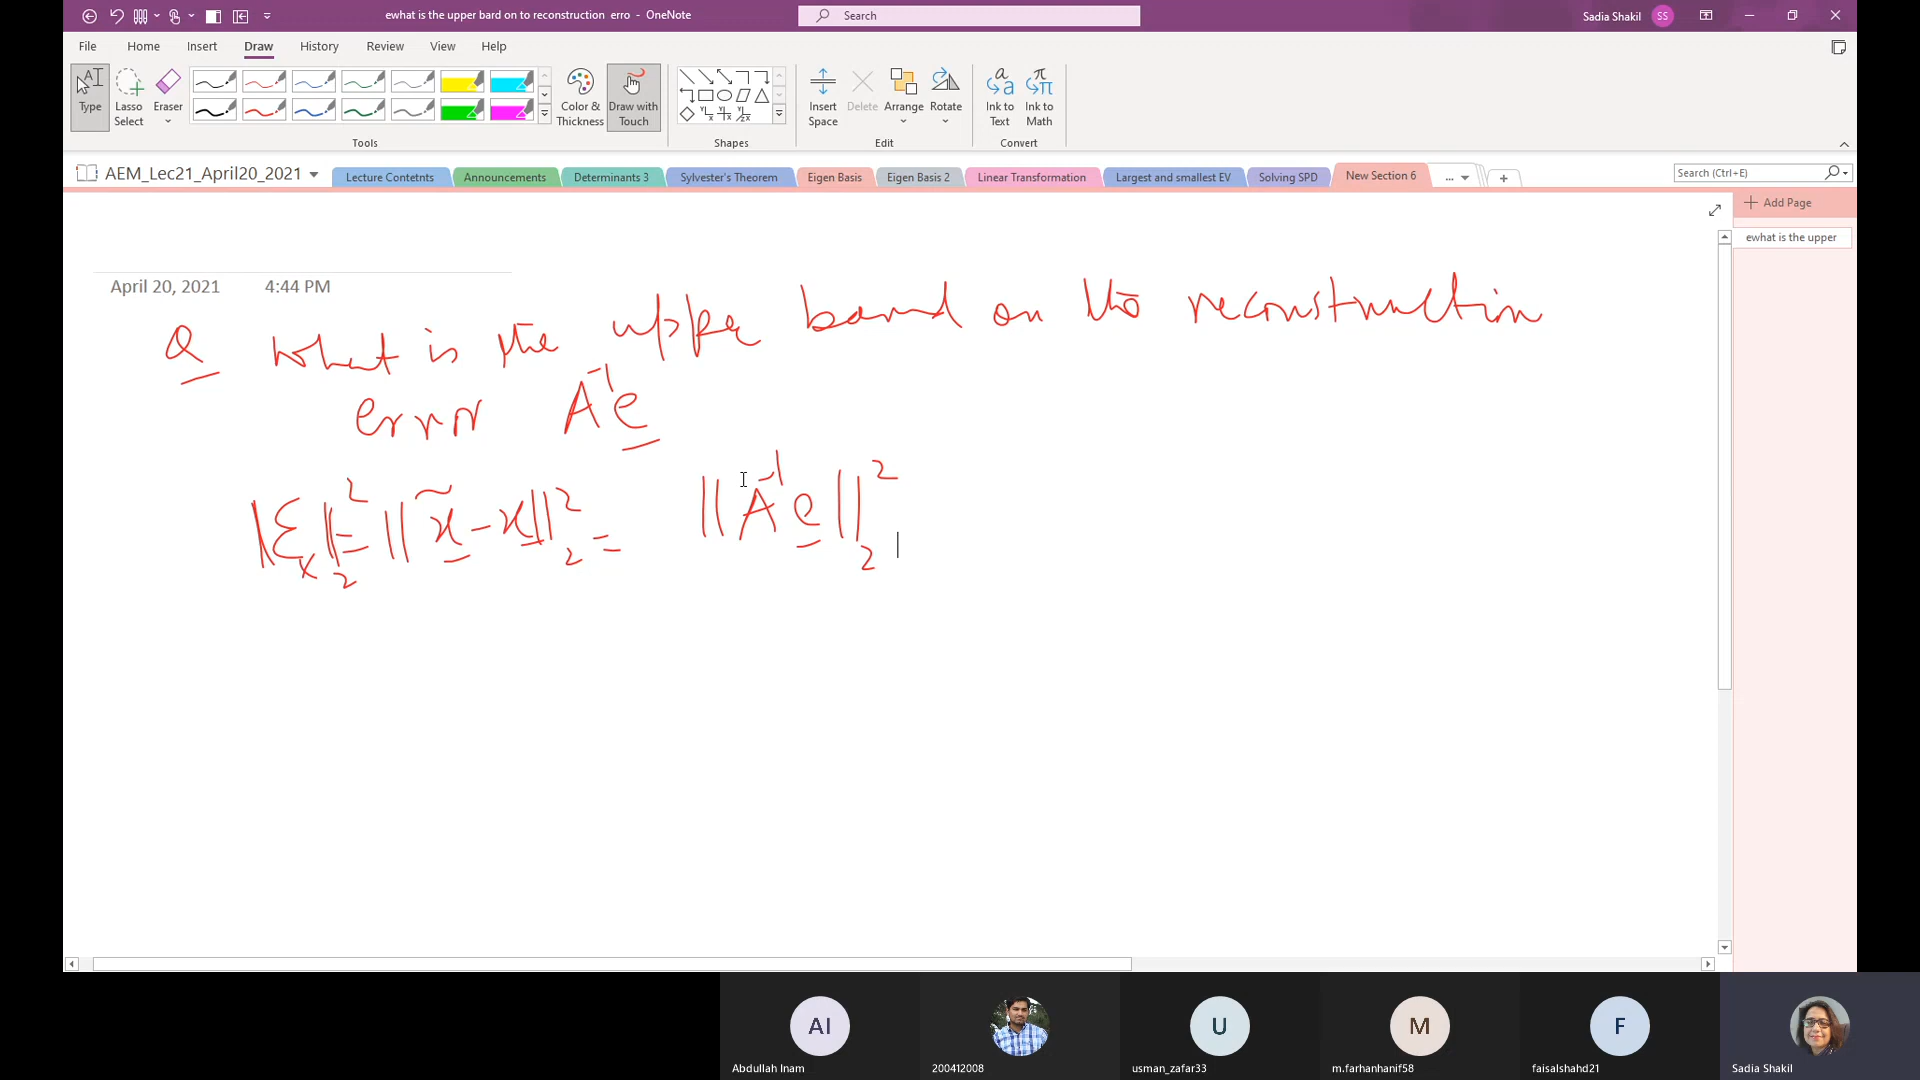 ewhat is the upper bard on to reconstruction erro - OneNote
Search
Sadia Shakil SS
File Home Insert Draw History Review View Help
Type
Lasso Select
Eraser
Color & Thickness
Draw with Touch
Insert Space
Delete
Arrange
Rotate
Ink to Text
Ink to Math
Tools Shapes Edit Convert
AEM_Lec21_April20_2021 Lecture Contetnts Announcements Determinants 3 Sylvester's Theorem Eigen Basis Eigen Basis 2 Linear Transformation Largest and smallest EV Solving SPD New Section 6 ... +
Search (Ctrl+E)
+ Add Page
ewhat is the upper
April 20, 2021 4:44 PM
Q What is the upper bound on the reconstruction
error A⁻¹e
||Ɛₓ||₂² = ||x̃ - x||₂² = ||A⁻¹e||₂²
AI U M F
Abdullah Inam 200412008 usman_zafar33 m.farhanhanif58 faisalshahd21 Sadia Shakil